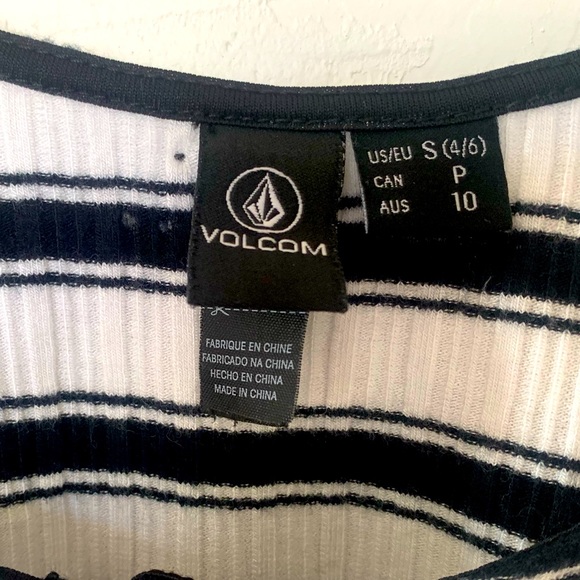 VOLCOM
US/EU S (4/6)
CAN P
AUS 10
FABRIQUE EN CHINE
FABRICADO NA CHINA
HECHO EN CHINA
MADE IN CHINA